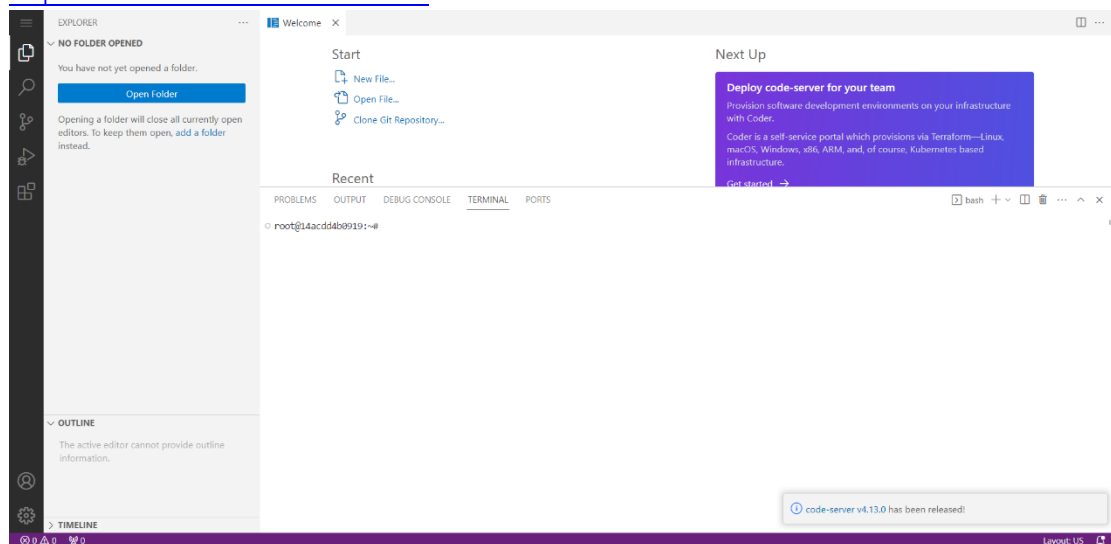 EXPLORER
NO FOLDER OPENED
You have not yet opened a folder.
Open Folder
Opening a folder will close all currently open
editors. To keep them open, add a folder
instead.
OUTLINE
The active editor cannot provide outline
information.
TIMELINE
Welcome
Start
New File...
Open File...
Clone Git Repository...
Recent
Next Up
Deploy code-server for your team
Provision software development environments on your infrastructure
with Coder.
Coder is a self-service portal which provisions via Terraform—Linux,
macOS, Windows, x86, ARM, and, of course, Kubernetes based
infrastructure.
Get started →
PROBLEMS OUTPUT DEBUG CONSOLE TERMINAL PORTS
bash
root@14acdd4b0919:~#
code-server v4.13.0 has been released!
0 0 0
Layout: US